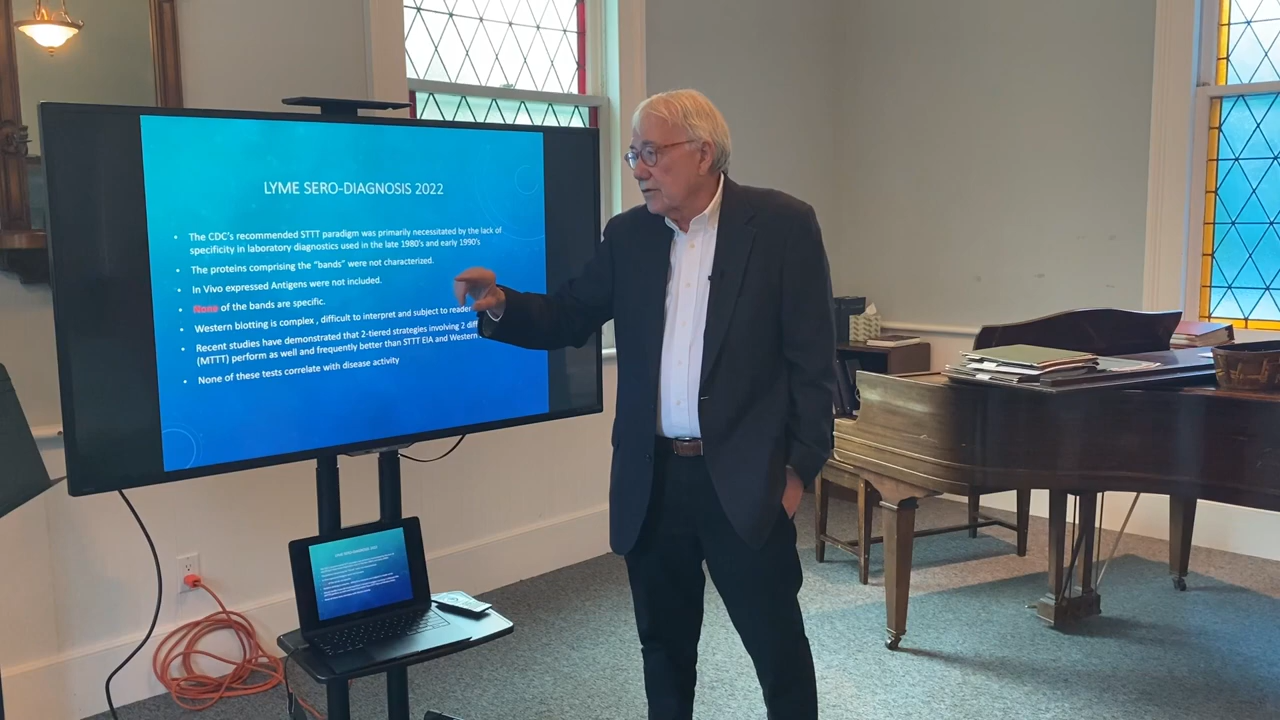 LYME SERO-DIAGNOSIS 2022
• The CDC's recommended STTT paradigm was primarily necessitated by the lack of
specificity in laboratory diagnostics used in the late 1980's and early 1990's
• The proteins comprising the "bands" were not characterized.
• In Vivo expressed Antigens were not included.
• None of the bands are specific.
• Western blotting is complex , difficult to interpret and subject to reader
• Recent studies have demonstrated that 2-tiered strategies involving 2
(MTTT) perform as well and frequently better than STTT EIA and Western
• None of these tests correlate with disease activity
LYME SERO-DIAGNOSIS 2022